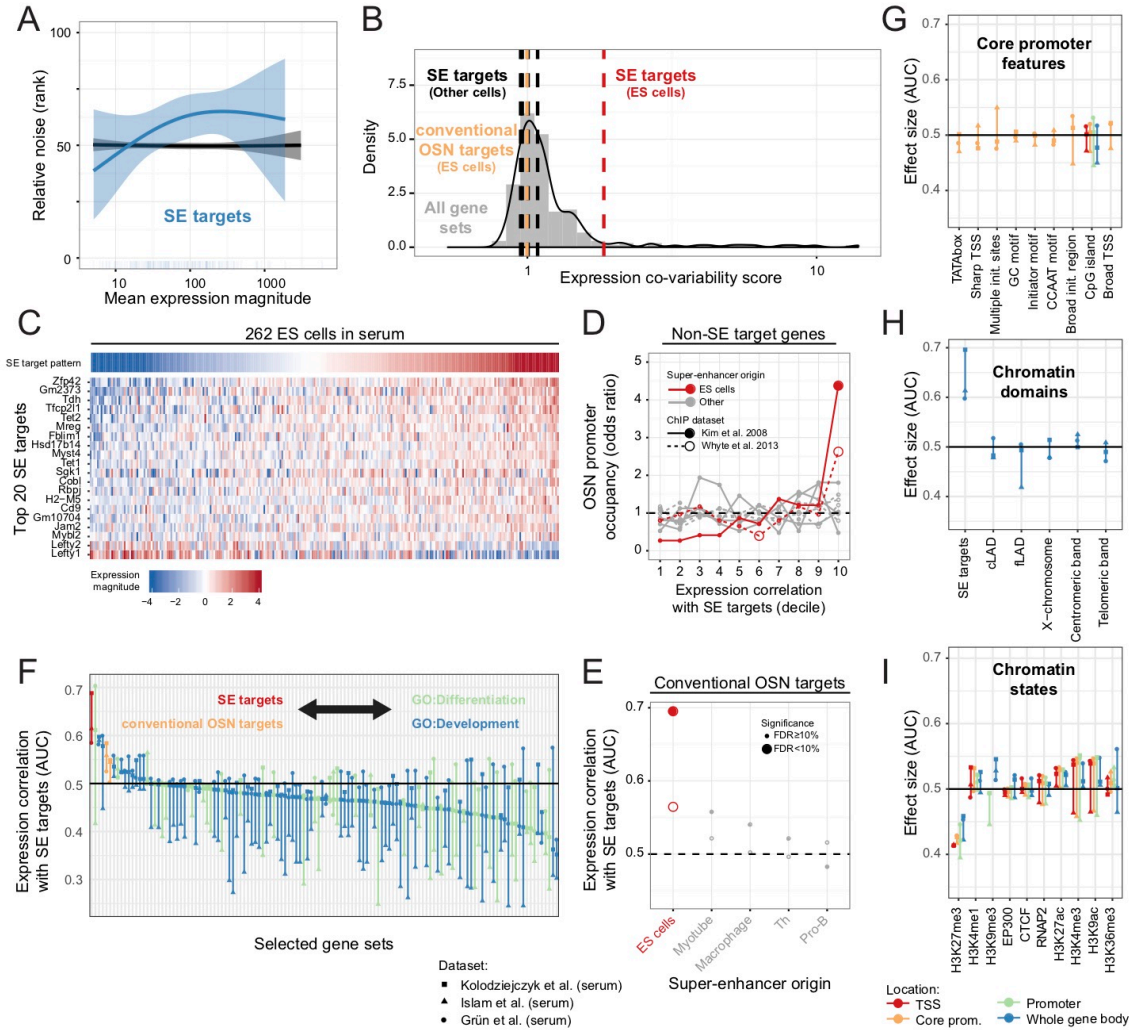 A
100
50
0
Relative noise (rank)
SE targets
10
100
1000
Mean expression magnitude
B
7.5
5.0
2.5
0.0
Density
SE targets
(Other cells)
SE targets
(ES cells)
conventional
OSN targets
(ES cells)
All gene
sets
1
10
Expression co-variability score
C
262 ES cells in serum
SE target pattern
Top 20 SE targets
Zfp42
Gm2373
Tdh
Tfcp2l1
Tet2
Mreg
Fblim1
Hsd17b14
Myst4
Tet1
Sgk1
Cobl
Rbpj
H2−M5
Cd9
Gm10704
Jam2
Mybl2
Lefty2
Lefty1
Expression
magnitude
−4
−2
0
2
4
D
Non-SE target genes
5
4
3
2
1
0
OSN promoter
occupancy (odds ratio)
Super-enhancer origin
ES cells
Other
ChIP dataset
Kim et al. 2008
Whyte et al. 2013
1
2
3
4
5
6
7
8
9
10
Expression correlation
with SE targets (decile)
E
Conventional OSN targets
0.7
0.6
0.5
Expression correlation
with SE targets (AUC)
Significance
FDR≥10%
FDR<10%
ES cells
Myotube
Macrophage
Th
Pro-B
Super-enhancer origin
F
0.7
0.6
0.5
0.4
0.3
Expression correlation
with SE targets (AUC)
SE targets
conventional OSN targets
GO:Differentiation
GO:Development
Selected gene sets
Dataset:
Kolodziejczyk et al. (serum)
Islam et al. (serum)
Grün et al. (serum)
G
0.7
0.6
0.5
0.4
Effect size (AUC)
Core promoter
features
TATAbox
Sharp TSS
Multiple init. sites
GC motif
Initiator motif
CCAAT motif
Broad init. region
CpG island
Broad TSS
H
0.7
0.6
0.5
0.4
Effect size (AUC)
Chromatin
domains
SE targets
cLAD
fLAD
X−chromosome
Centromeric band
Telomeric band
I
0.7
0.6
0.5
0.4
Effect size (AUC)
Chromatin
states
H3K27me3
H3K4me1
H3K9me3
EP300
CTCF
RNAP2
H3K27ac
H3K4me3
H3K9ac
H3K36me3
Location:
TSS
Core prom.
Promoter
Whole gene body